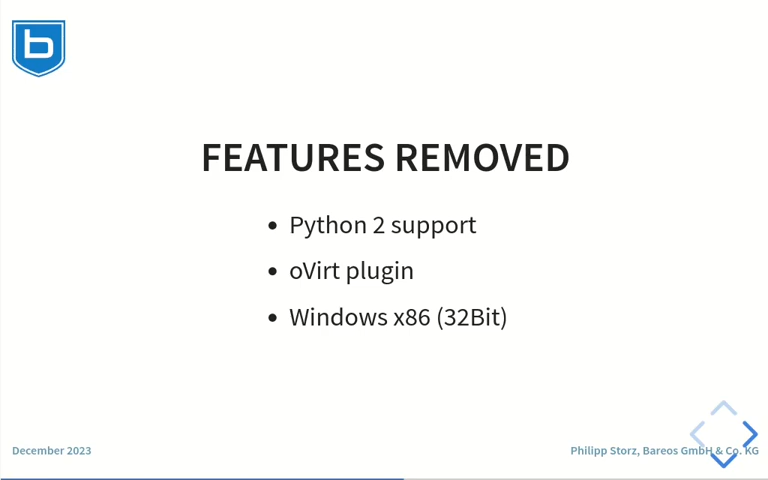 b
FEATURES REMOVED
• Python 2 support
• oVirt plugin
• Windows x86 (32Bit)
December 2023
Philipp Storz, Bareos GmbH & Co. KG